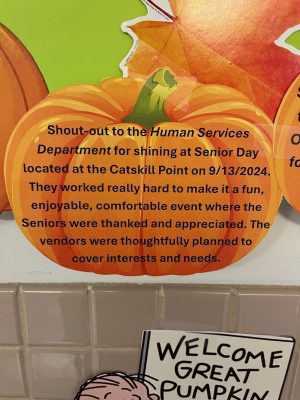 Shout-out to the Human Services
Department for shining at Senior Day
located at the Catskill Point on 9/13/2024.
They worked really hard to make it a fun,
enjoyable, comfortable event where the
Seniors were thanked and appreciated. The
vendors were thoughtfully planned to
cover interests and needs.
WELCOME
GREAT
PUMPKIN